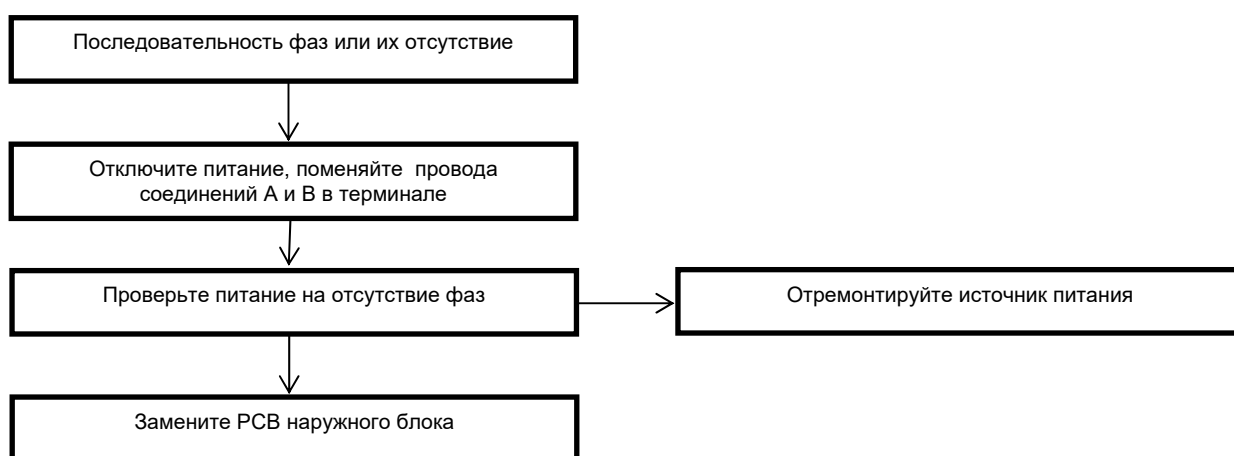 Последовательность фаз или их отсутствие
Отключите питание, поменяйте провода
соединений А и В в терминале
Проверьте питание на отсутствие фаз
Отремонтируйте источник питания
Замените PCB наружного блока